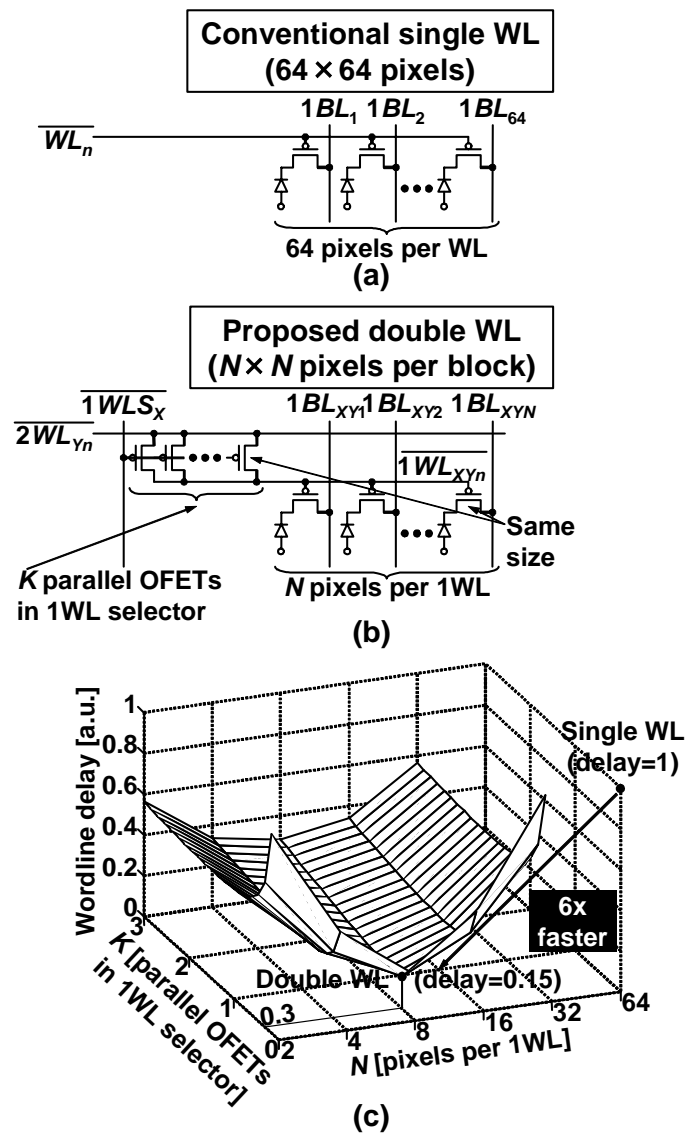 Conventional single WL
(64 × 64 pixels)
1BL1 1BL2 1BL64
WLn
64 pixels per WL
(a)
Proposed double WL
(N × N pixels per block)
1WLSX 1BLXY1 1BLXY2 1BLXYN
2WLYn
1WLXYn
Same
size
K parallel OFETs
in 1WL selector
N pixels per 1WL
(b)
Wordline delay [a.u.]
1
0.8
0.6
0.4
0.2
0
Single WL
(delay=1)
6x
faster
Double WL (delay=0.15)
3
2
1
0.3
0
K [parallel OFETs
in 1WL selector]
2
4
8
16
32
64
N [pixels per 1WL]
(c)